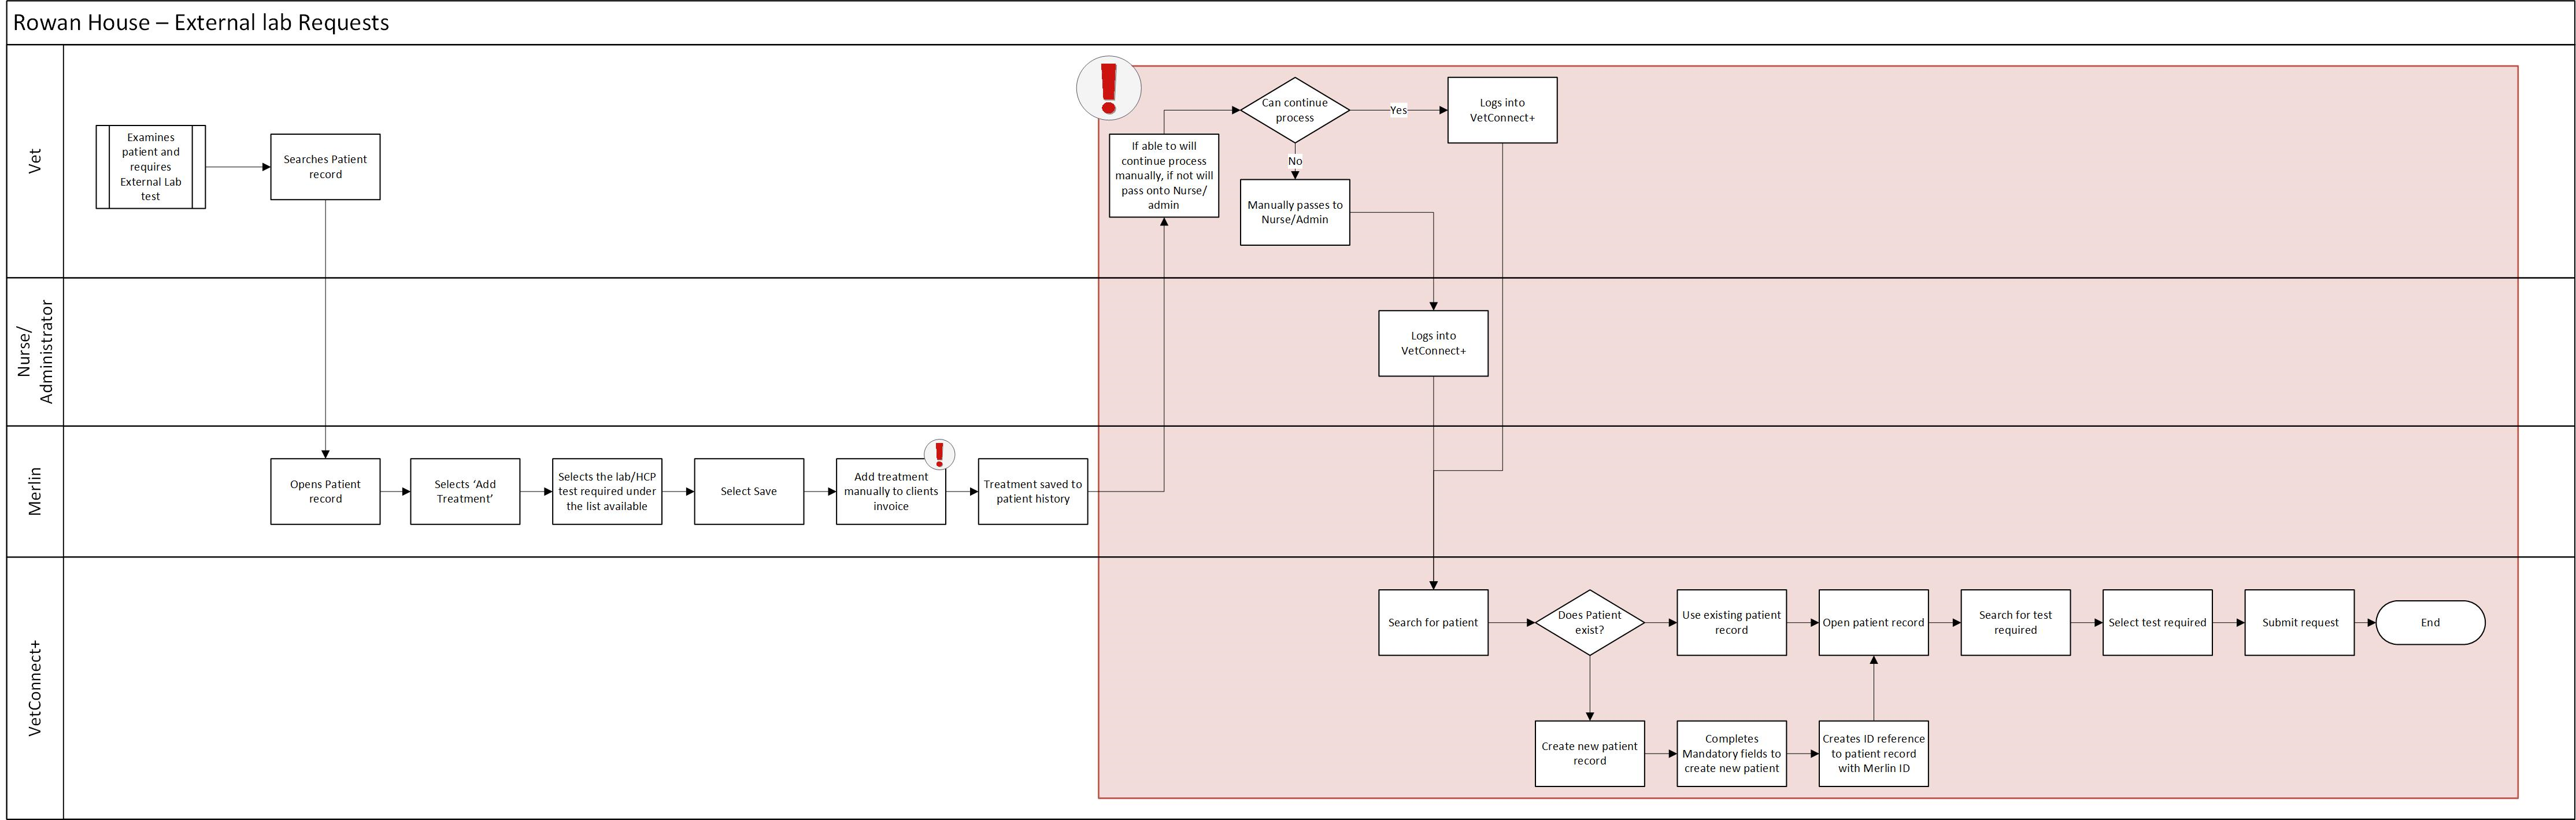 Rowan House – External lab Requests
Vet
Examines
patient and
requires
External Lab
test
Searches Patient
record
If able to will
continue process
manually, if not will
pass onto Nurse/
admin
Can continue
process
Yes
Logs into
VetConnect+
No
Manually passes to
Nurse/Admin
Nurse/
Administrator
Logs into
VetConnect+
Merlin
Opens Patient
record
Selects ‘Add
Treatment’
Selects the lab/HCP
test required under
the list available
Select Save
Add treatment
manually to clients
invoice
Treatment saved to
patient history
VetConnect+
Search for patient
Does Patient
exist?
Use existing patient
record
Open patient record
Search for test
required
Select test required
Submit request
End
Create new patient
record
Completes
Mandatory fields to
create new patient
Creates ID reference
to patient record
with Merlin ID